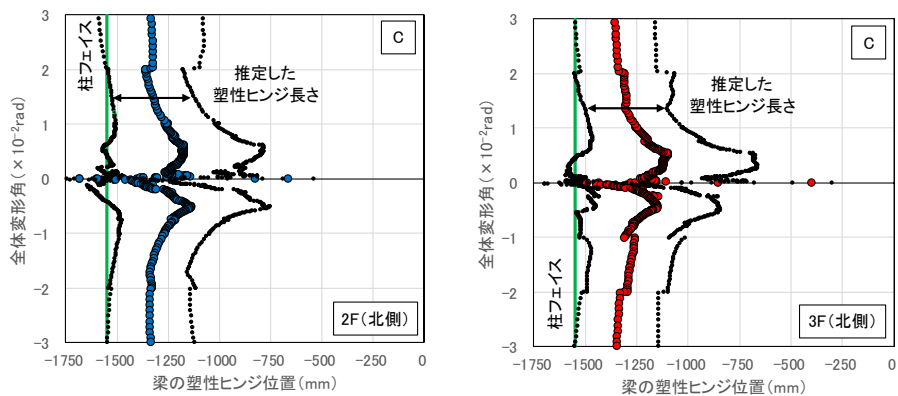 3
2
1
0
-1
-2
-3
全体変形角(×10⁻²rad)
柱フェイス
C
推定した
塑性ヒンジ長さ
2F(北側)
-1750 -1500 -1250 -1000 -750 -500 -250 0
梁の塑性ヒンジ位置(mm)
3
2
1
0
-1
-2
-3
全体変形角(×10⁻²rad)
C
推定した
塑性ヒンジ長さ
柱フェイス
3F(北側)
-1750 -1500 -1250 -1000 -750 -500 -250 0
梁の塑性ヒンジ位置(mm)